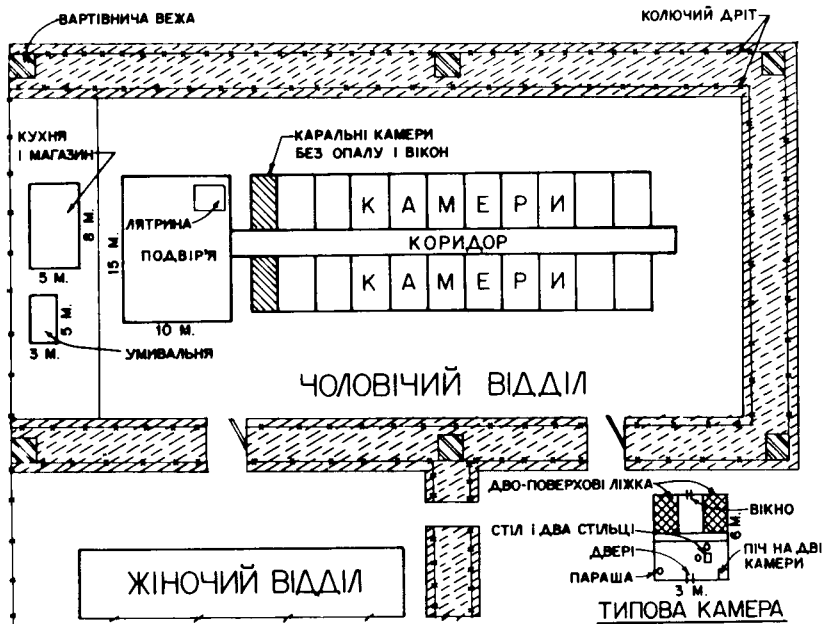 ВАРТІВНИЧА ВЕЖА
КОЛЮЧИЙ ДРІТ
КУХНЯ
І МАГАЗИН
КАРАЛЬНІ КАМЕРИ
БЕЗ ОПАЛУ І ВІКОН
8 М.
5 М.
5 М.
3 М.
УМИВАЛЬНЯ
15 М.
ЛЯТРИНА
ПОДВІР'Я
10 М.
КАМЕРИ
КОРИДОР
КАМЕРИ
ЧОЛОВІЧИЙ ВІДДІЛ
ЖІНОЧИЙ ВІДДІЛ
ДВО-ПОВЕРХОВІ ЛІЖКА
ВІКНО
6 М.
СТІЛ І ДВА СТІЛЬЦІ
ДВЕРІ
ПІЧ НА ДВІ
КАМЕРИ
ПАРАША
3 М.
ТИПОВА КАМЕРА